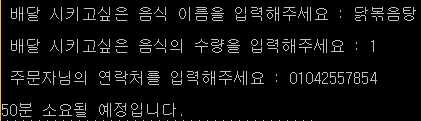 배달 시키고싶은 음식 이름을 입력해주세요 : 닭볶음탕
배달 시키고싶은 음식의 수량을 입력해주세요 : 1
주문자님의 연락처를 입력해주세요 : 01042557854
50분 소요될 예정입니다.